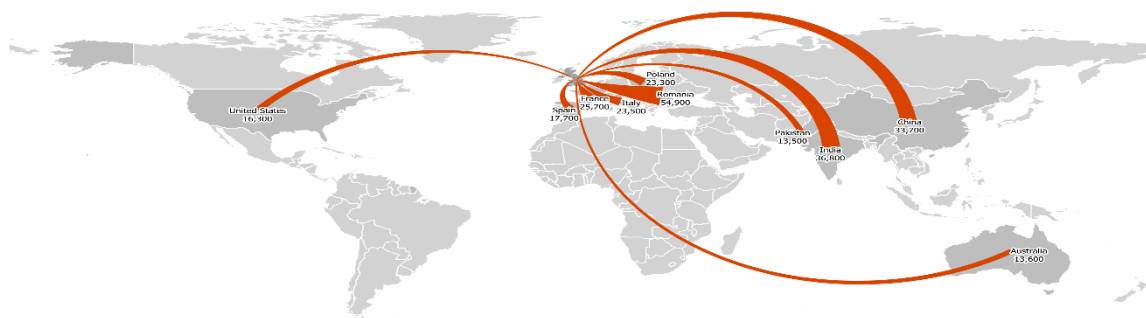 United States
16,300
Poland
23,300
Romania
54,900
France
25,700
Italy
23,500
Spain
17,700
China
33,700
Pakistan
13,500
India
36,800
Australia
13,600